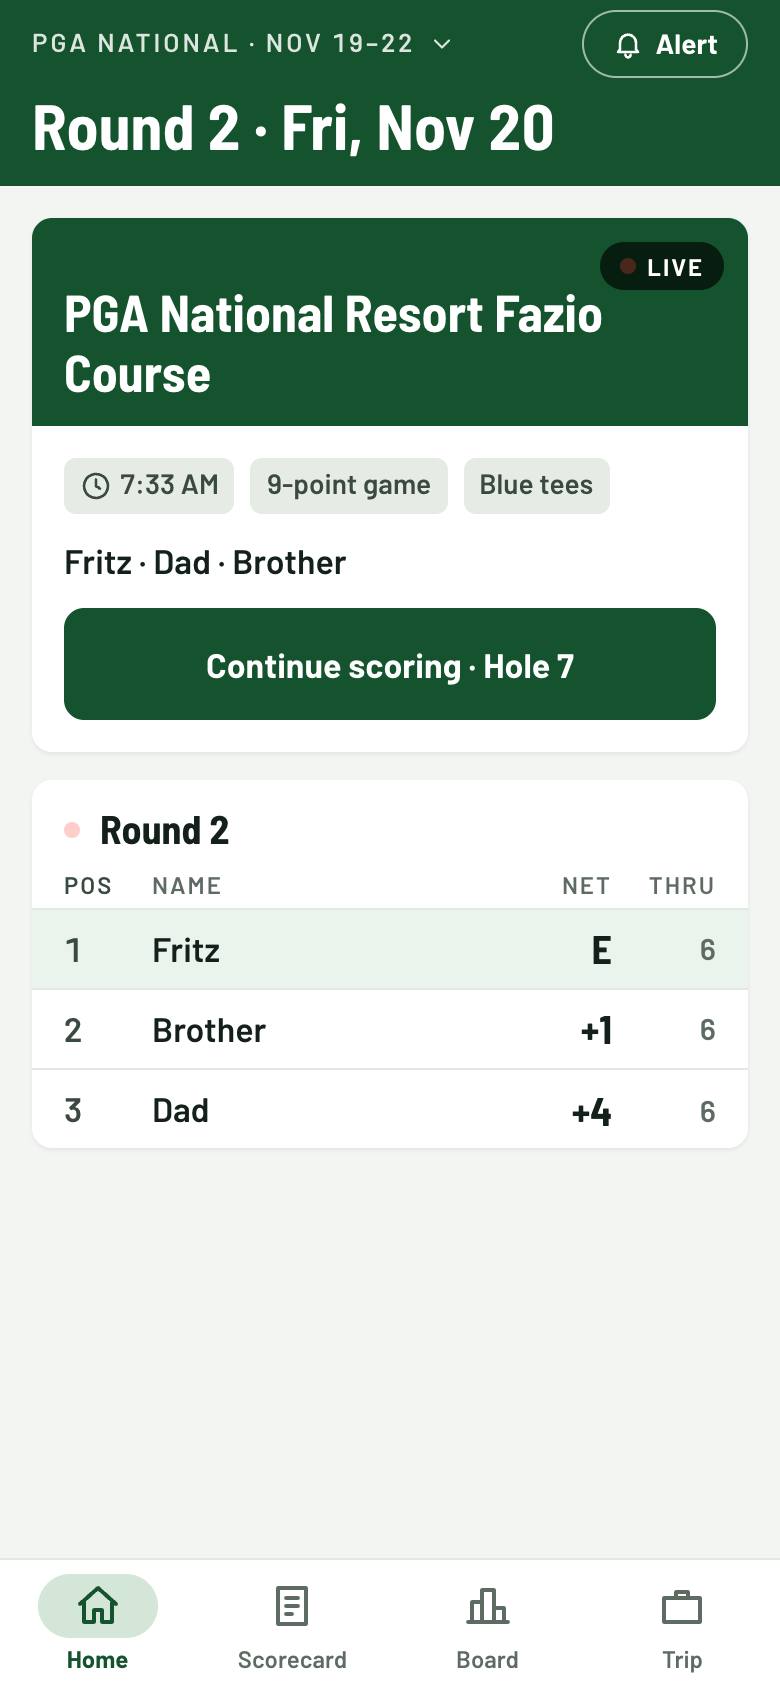 PGA NATIONAL · NOV 19–22
Alert
Round 2 · Fri, Nov 20
LIVE
PGA National Resort Fazio
Course
7:33 AM
9-point game
Blue tees
Fritz · Dad · Brother
Continue scoring · Hole 7
Round 2
POS NAME NET THRU
1 Fritz E 6
2 Brother +1 6
3 Dad +4 6
Home Scorecard Board Trip